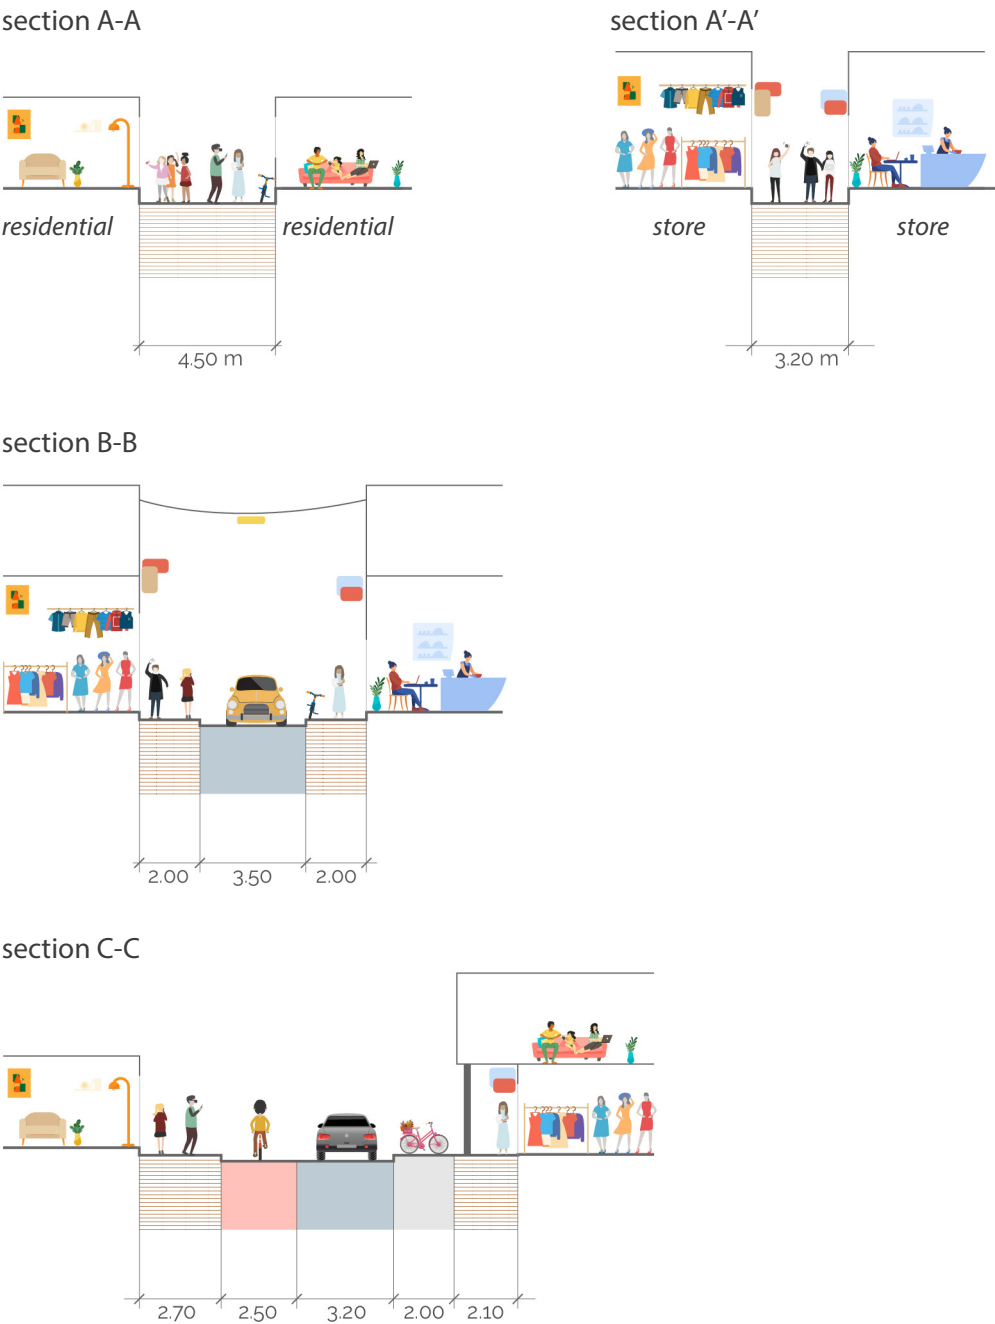 section A-A
section A’-A’
residential
residential
store
store
4.50 m
3.20 m
section B-B
2.00
3.50
2.00
section C-C
2.70
2.50
3.20
2.00
2.10